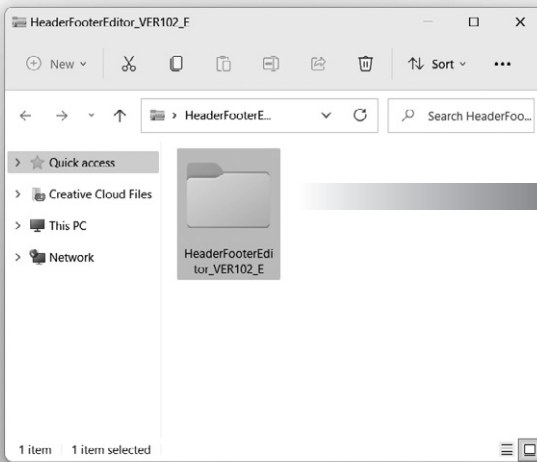 HeaderFooterEditor_VER102_E
New
Sort
HeaderFooterE...
Search HeaderFoo...
Quick access
Creative Cloud Files
This PC
Network
HeaderFooterEdi
tor_VER102_E
1 item 1 item selected